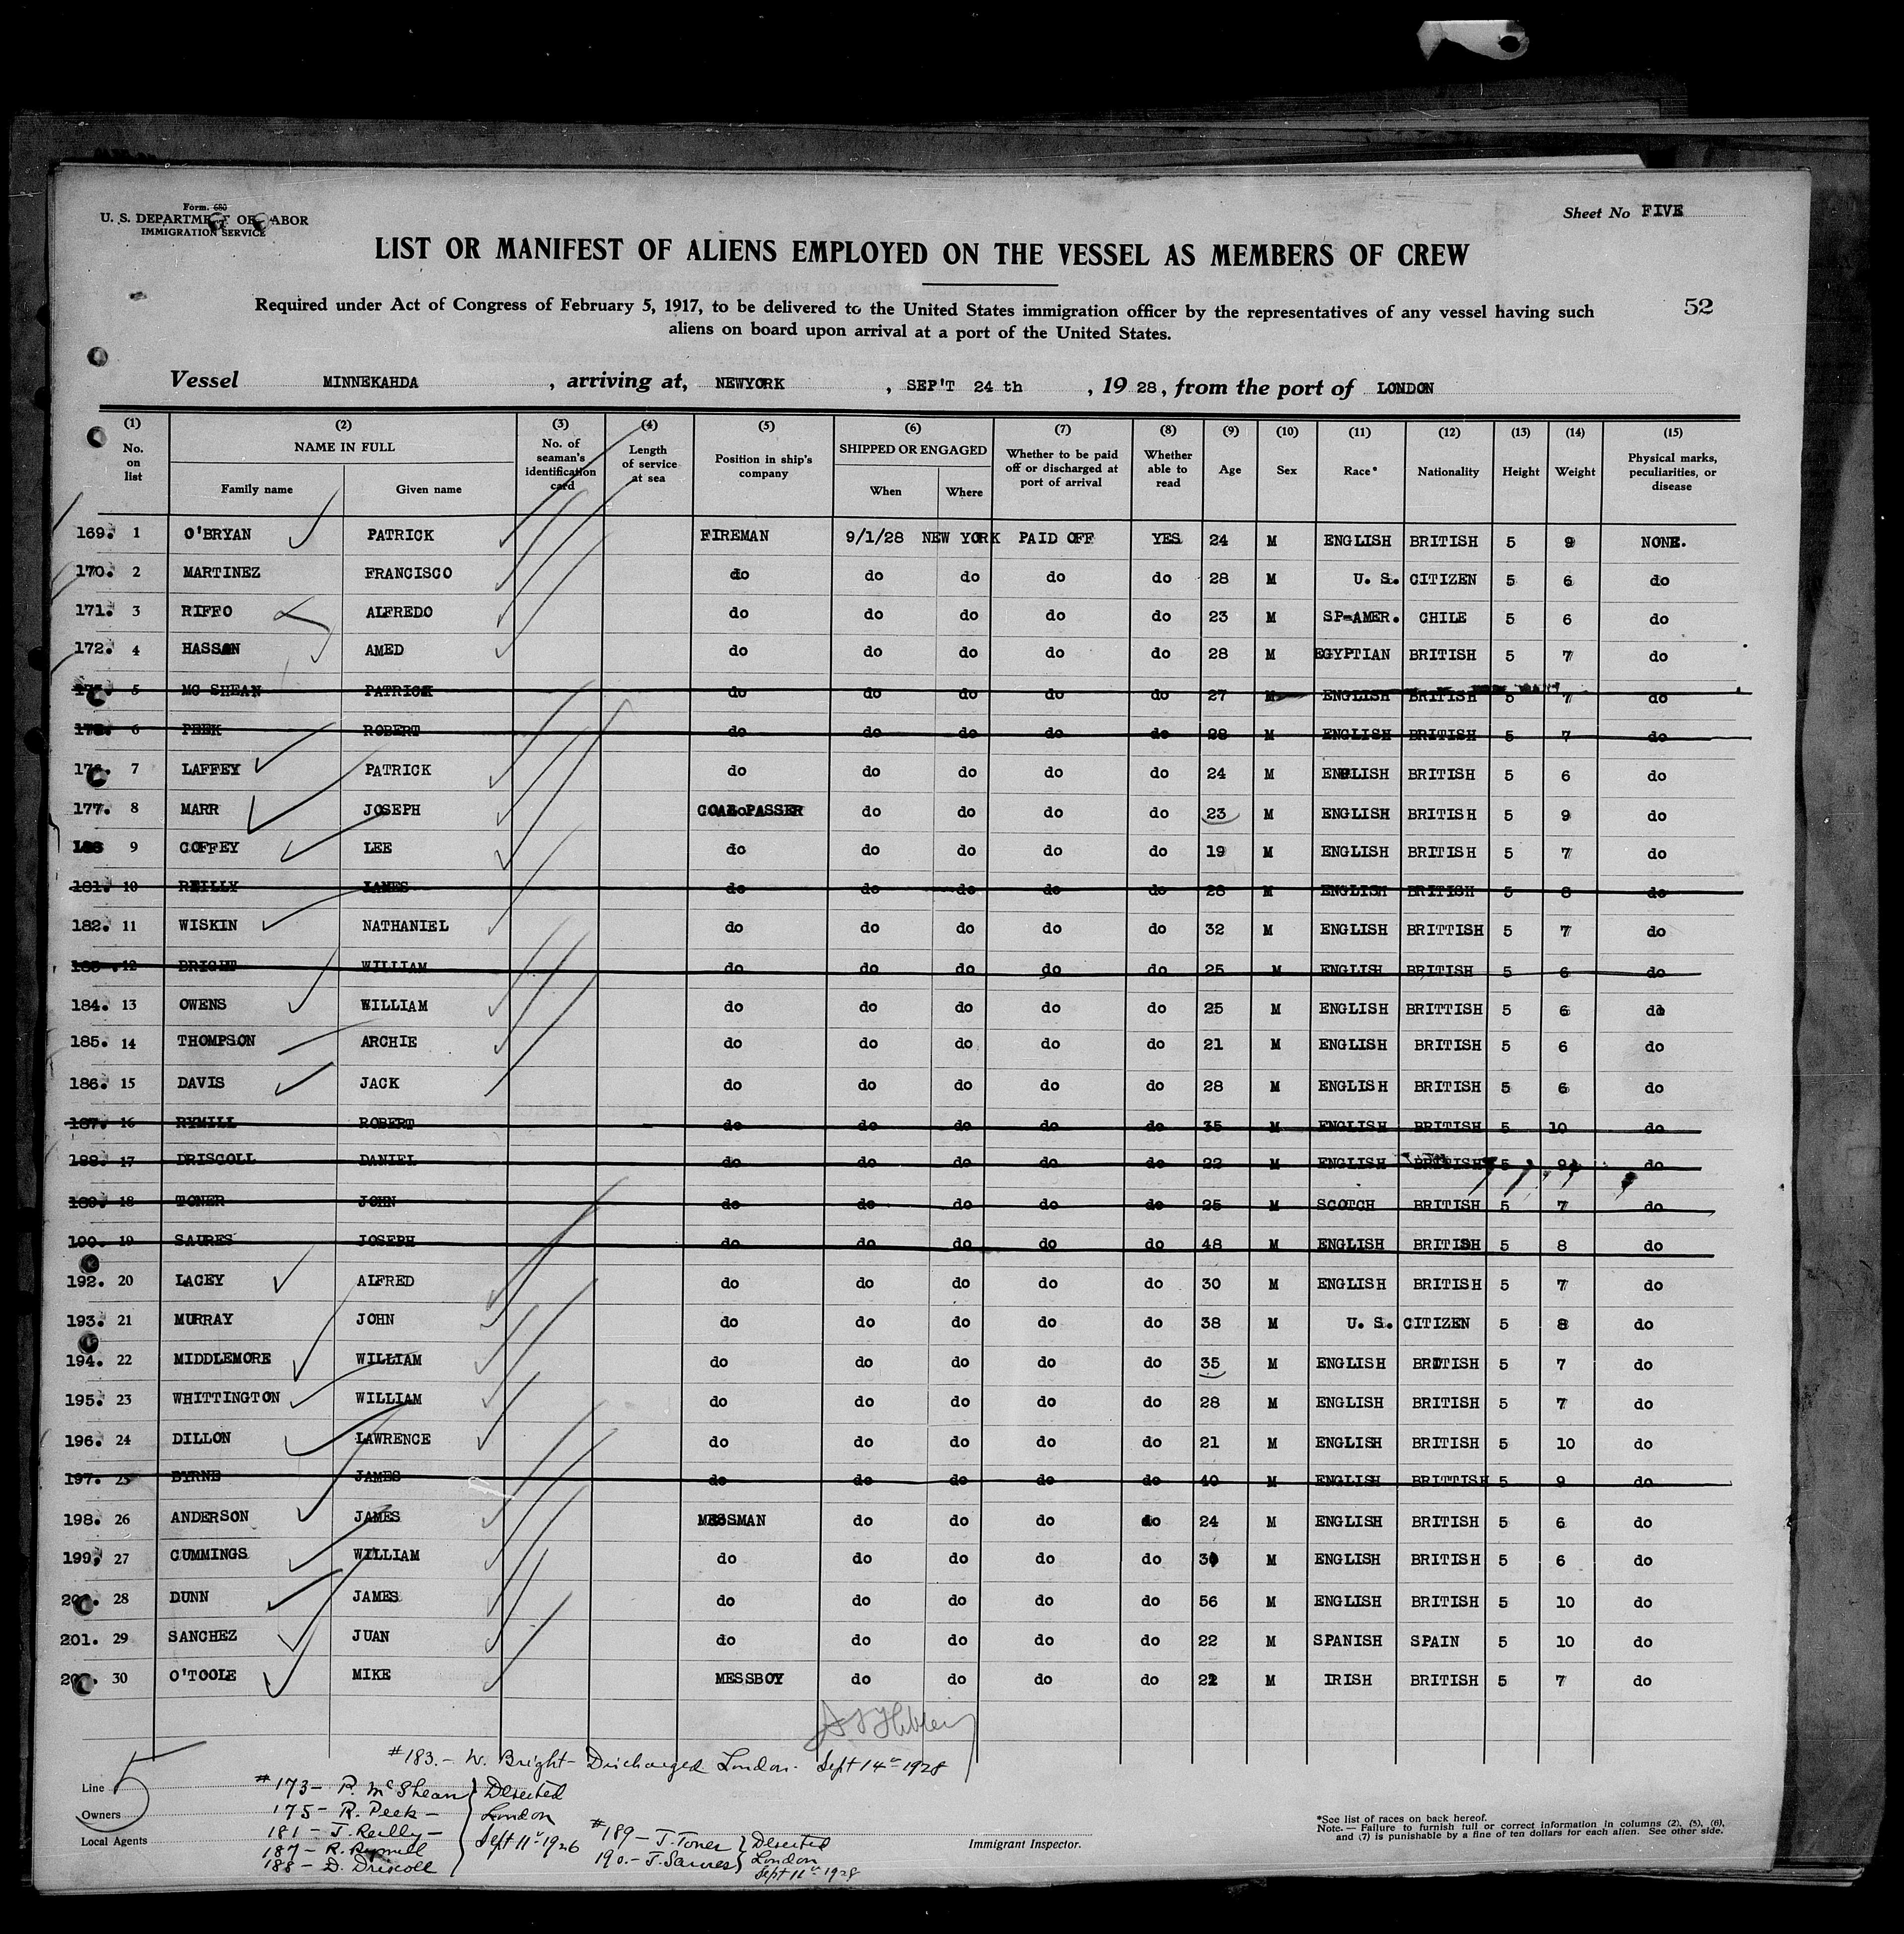 Form. 680
U. S. DEPARTMENT OF LABOR
IMMIGRATION SERVICE
Sheet No FIVE
LIST OR MANIFEST OF ALIENS EMPLOYED ON THE VESSEL AS MEMBERS OF CREW
Required under Act of Congress of February 5, 1917, to be delivered to the United States immigration officer by the representatives of any vessel having such
aliens on board upon arrival at a port of the United States.
52
Vessel MINNEKAHDA , arriving at, NEWYORK , SEP'T 24 th , 19 28, from the port of LONDON
(1) No. on list (2) NAME IN FULL Family name Given name (3) No. of seaman's identification card (4) Length of service at sea (5) Position in ship's company (6) SHIPPED OR ENGAGED When Where (7) Whether to be paid off or discharged at port of arrival (8) Whether able to read (9) Age (10) Sex (11) Race* (12) Nationality (13) Height (14) Weight (15) Physical marks, peculiarities, or disease
169. 1 O'BRYAN PATRICK FIREMAN 9/1/28 NEW YORK PAID OFF YES 24 M ENGLISH BRITISH 5 9 NONE.
170. 2 MARTINEZ FRANCISCO do do do do do 28 M U. S. CITIZEN 5 6 do
171. 3 RIFFO ALFREDO do do do do do 23 M SP-AMER. CHILE 5 6 do
172. 4 HASSAN AMED do do do do do 28 M EGYPTIAN BRITISH 5 7 do
5 MC SHEAN PATRICK do do do do do 27 M ENGLISH BRITISH 5 7 do
6 PEEK ROBERT do do do do do 28 M ENGLISH BRITISH 5 7 do
176. 7 LAFFEY PATRICK do do do do do 24 M ENGLISH BRITISH 5 6 do
177. 8 MARR JOSEPH COAL PASSER do do do do 23 M ENGLISH BRITISH 5 9 do
9 COFFEY LEE do do do do do 19 M ENGLISH BRITISH 5 7 do
181. 10 REILLY JAMES do do do do do 28 M ENGLISH BRITISH 5 8 do
182. 11 WISKIN NATHANIEL do do do do do 32 M ENGLISH BRITTISH 5 7 do
183. 12 BRIGHT WILLIAM do do do do do 25 M ENGLISH BRITISH 5 6 do
184. 13 OWENS WILLIAM do do do do do 25 M ENGLISH BRITTISH 5 6 do
185. 14 THOMPSON ARCHIE do do do do do 21 M ENGLISH BRITISH 5 6 do
186. 15 DAVIS JACK do do do do do 28 M ENGLISH BRITISH 5 6 do
187. 16 RYMILL ROBERT do do do do do 35 M ENGLISH BRITISH 5 10 do
188. 17 DRISCOLL DANIEL do do do do do 22 M ENGLISH BRITISH 5 9 do
189. 18 TONER JOHN do do do do do 25 M SCOTCH BRITISH 5 7 do
190. 19 SAURES JOSEPH do do do do do 48 M ENGLISH BRITISH 5 8 do
192. 20 LACEY ALFRED do do do do do 30 M ENGLISH BRITISH 5 7 do
193. 21 MURRAY JOHN do do do do do 38 M U. S. CITIZEN 5 8 do
194. 22 MIDDLEMORE WILLIAM do do do do do 35 M ENGLISH BRITISH 5 7 do
195. 23 WHITTINGTON WILLIAM do do do do do 28 M ENGLISH BRITISH 5 7 do
196. 24 DILLON LAWRENCE do do do do do 21 M ENGLISH BRITISH 5 10 do
197. 25 BYRNE JAMES do do do do do 40 M ENGLISH BRITTISH 5 9 do
198. 26 ANDERSON JAMES MESSMAN do do do do 24 M ENGLISH BRITISH 5 6 do
199, 27 CUMMINGS WILLIAM do do do do do M ENGLISH BRITISH 5 6 do
28 DUNN JAMES do do do do do 56 M ENGLISH BRITISH 5 10 do
201. 29 SANCHEZ JUAN do do do do do 22 M SPANISH SPAIN 5 10 do
30 O'TOOLE MIKE MESSBOY do do do do 22 M IRISH BRITISH 5 7 do
#183.- W. Bright- Discharged London. Sept 14th 1928
Line 5
Owners
Local Agents
#173- P. McShean
175- R. Peek -
181- J. Reilly -
187- R. Rymill
188- D. Driscoll
Deserted
London
Sept 11th 1926
#189- J. Toner
190.- J. Saures
Deserted
London
Sept 11th 1928
Immigrant Inspector.
*See list of races on back hereof.
Note.— Failure to furnish full or correct information in columns (2), (5), (6),
and (7) is punishable by a fine of ten dollars for each alien. See other side.